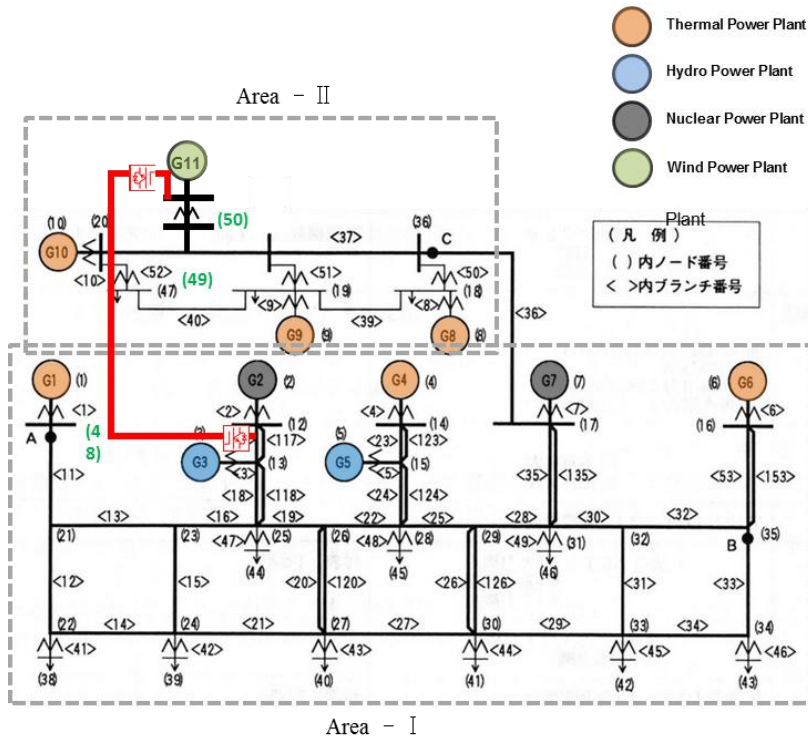 Thermal Power Plant
Hydro Power Plant
Nuclear Power Plant
Wind Power Plant
Plant
(凡例)
( )内ノード番号
< >内ブランチ番号
Area - Ⅱ
G11
(50)
(10) (20) (36)
G10 <37> C
<10> <52> (49) <51> <50>
(47) (19) (18)
<9> <8>
<40> <39> <36>
G9 (9) G8 (8)
G1 (1) G2 (2) G4 (4) G7 (7) (6) G6
<1> <2> (12) <4> (14) <7> (17) (16) <6>
A (48) <117> (5) <23> <123>
G3 <3> (13) G5 <5> (15)
<11> <18> <118> <24> <124> <35> <135> <53> <153>
<13> <16> <19> <22> <25> <28> <30> <32>
(21) (23) <47> (25) (26) <48> (28) (29) <49> (31) (32) B (35)
(44) (45) (46)
<12> <15> <20> <120> <26> <126> <31> <33>
(22) <14> (24) <21> (27) <27> (30) <29> (33) <34> (34)
<41> <42> <43> <44> <45> <46>
(38) (39) (40) (41) (42) (43)
Area - Ⅰ